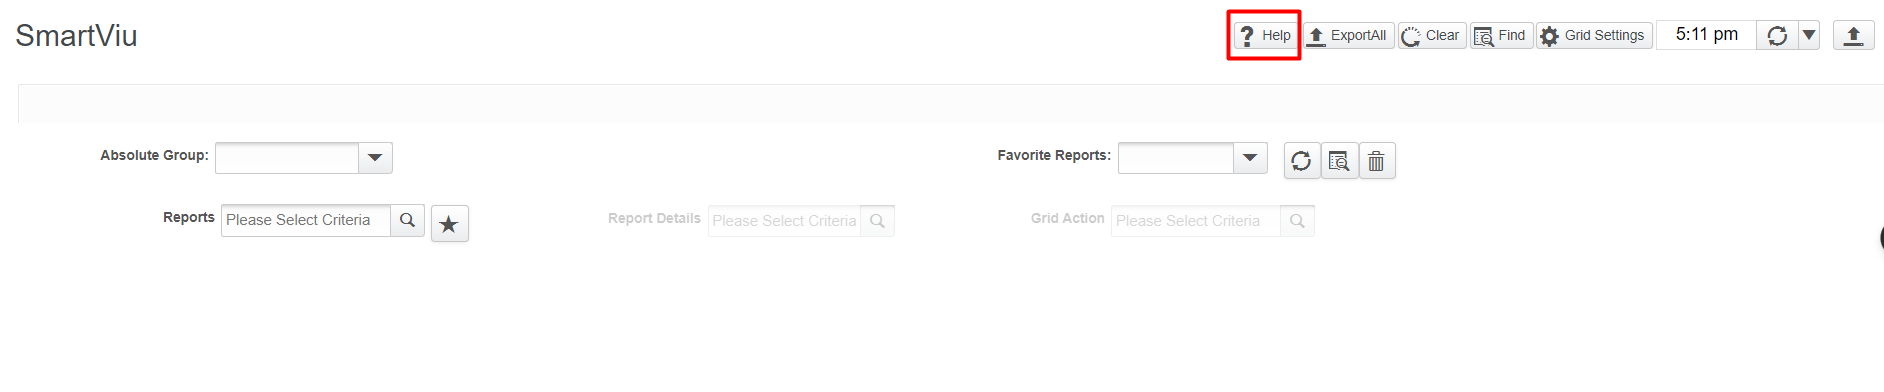 SmartViu
Help ExportAll Clear Find Grid Settings 5:11 pm
Absolute Group: Favorite Reports:
Reports Please Select Criteria Report Details Please Select Criteria Grid Action Please Select Criteria